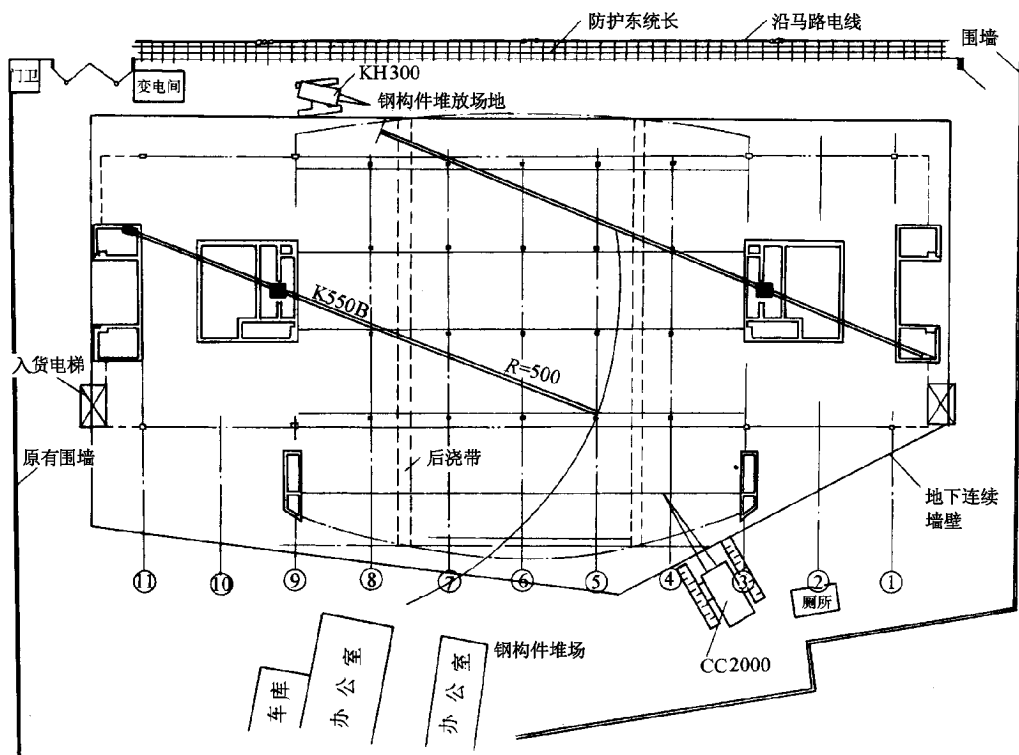 防护东统长
沿马路电线
围墙
门卫
变电间
KH300
钢构件堆放场地
K550B
R=500
入货电梯
原有围墙
后浇带
地下连续
墙壁
⑪
⑩
⑨
⑧
⑦
⑥
⑤
④
③
②
①
厕所
CC2000
钢构件堆场
车库
办公室
办公室